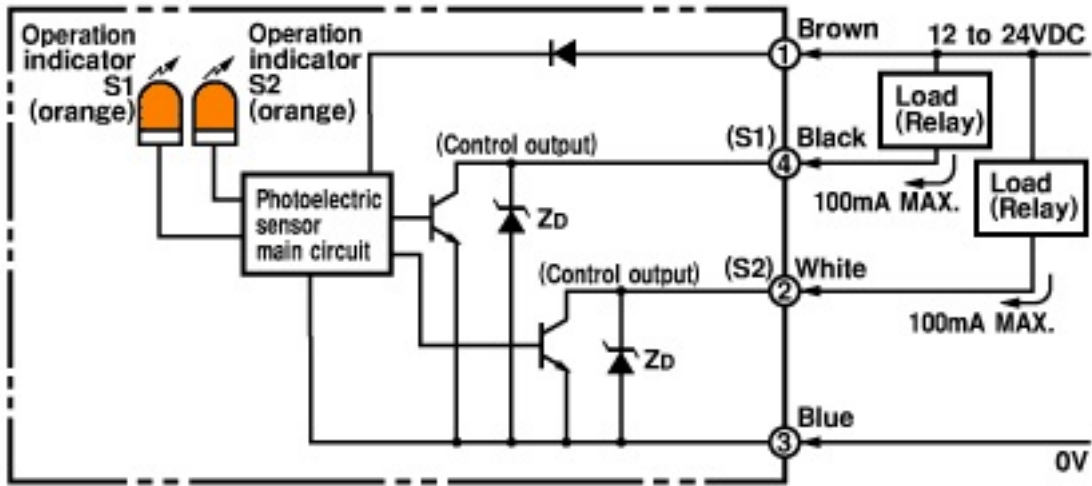 Operation
indicator
S1
(orange)
Operation
indicator
S2
(orange)
Brown
12 to 24VDC
1
Load
(Relay)
(Control output)
(S1)
Black
4
100mA MAX.
Load
(Relay)
Photoelectric
sensor
main circuit
ZD
(Control output)
(S2)
White
2
100mA MAX.
ZD
Blue
3
0V